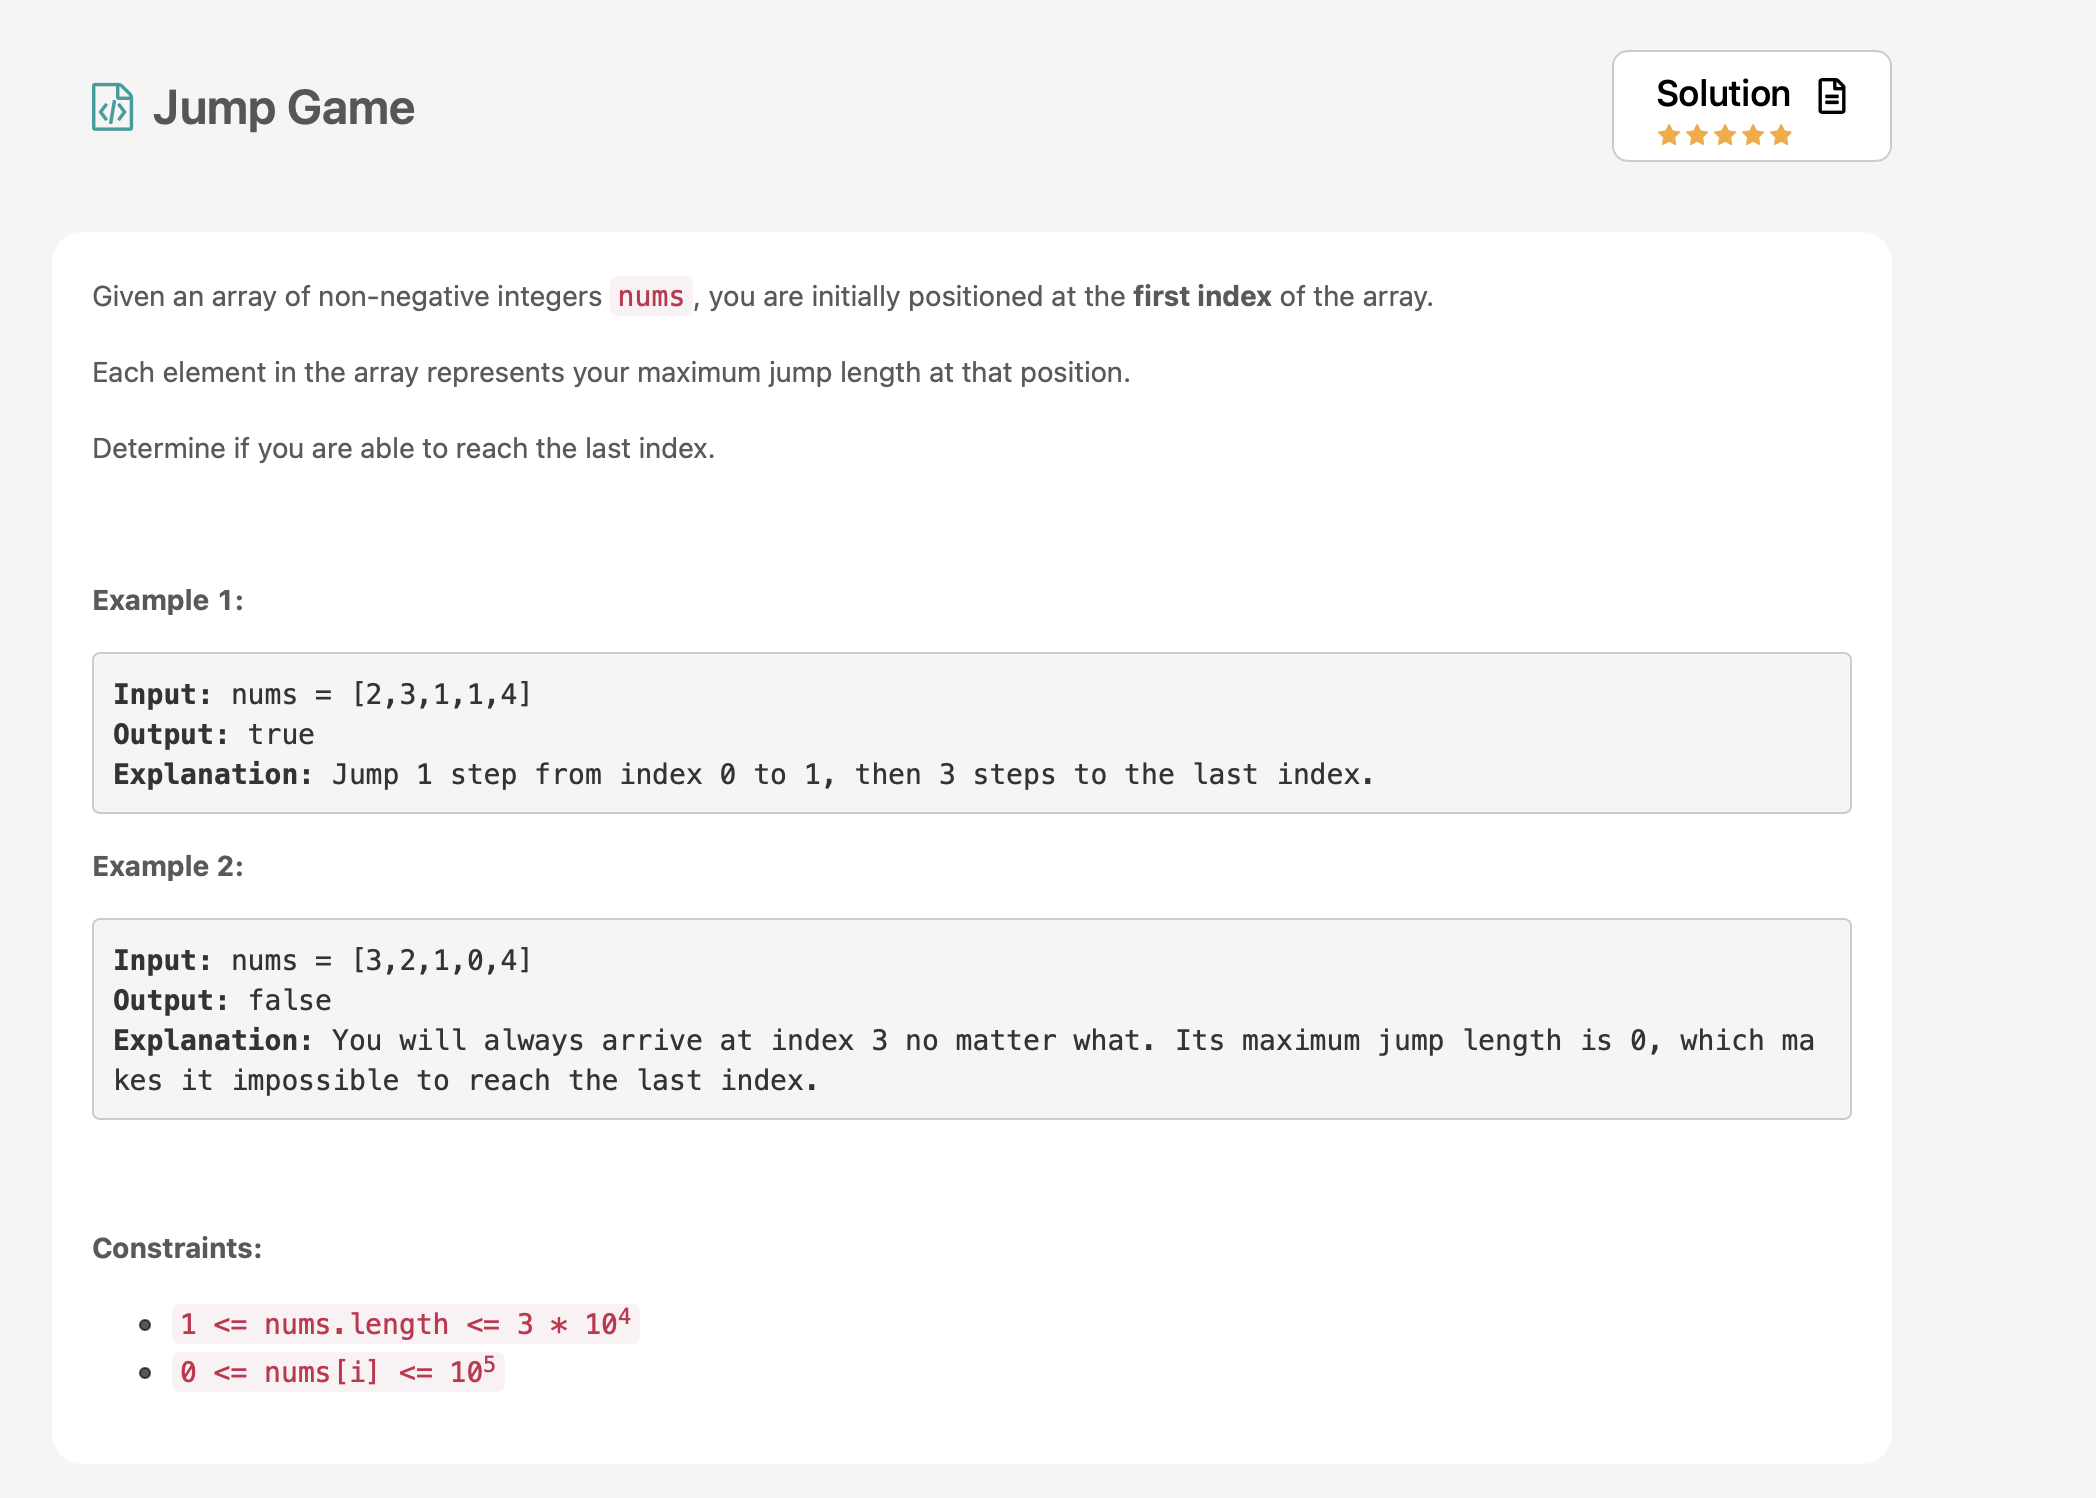 Jump Game
Solution
Given an array of non-negative integers nums, you are initially positioned at the first index of the array.
Each element in the array represents your maximum jump length at that position.
Determine if you are able to reach the last index.
Example 1:
Input: nums = [2,3,1,1,4]
Output: true
Explanation: Jump 1 step from index 0 to 1, then 3 steps to the last index.
Example 2:
Input: nums = [3,2,1,0,4]
Output: false
Explanation: You will always arrive at index 3 no matter what. Its maximum jump length is 0, which ma
kes it impossible to reach the last index.
Constraints:
1 <= nums.length <= 3 * 10⁴
0 <= nums[i] <= 10⁵